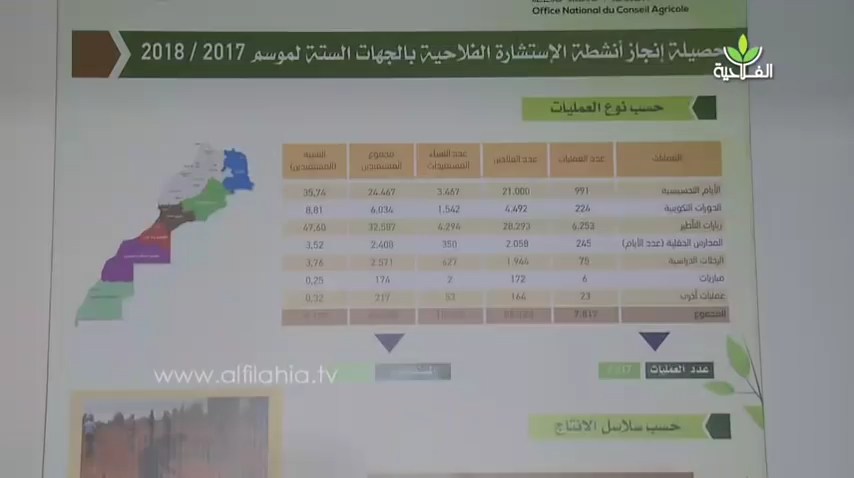 Office National du Conseil Agricole
حصيلة إنجاز أنشطة الإستشارة الفلاحية بالجهات الستة لموسم 2017 / 2018
الفلاحية
حسب نوع العمليات
العمليات عدد العمليات عدد الفلاحين عدد النساء المستفيدات مجموع المستفيدين النسبة (المستفيدين)
الأيام التحسيسية 991 21.000 3.467 24.467 35,74
الدورات التكوينية 224 4.492 1.542 6.034 8,81
زيارات التأطير 6.253 28.293 4.294 32.587 47,60
المدارس الحقلية (عدد الأيام) 245 2.058 350 2.408 3,52
الرحلات الدراسية 75 1.944 627 2.571 3,76
مباريات 6 172 2 174 0,25
عمليات أخرى 23 164 53 217 0,32
المجموع 7.817
عدد العمليات 7.817
www.alfilahia.tv
حسب سلاسل الانتاج